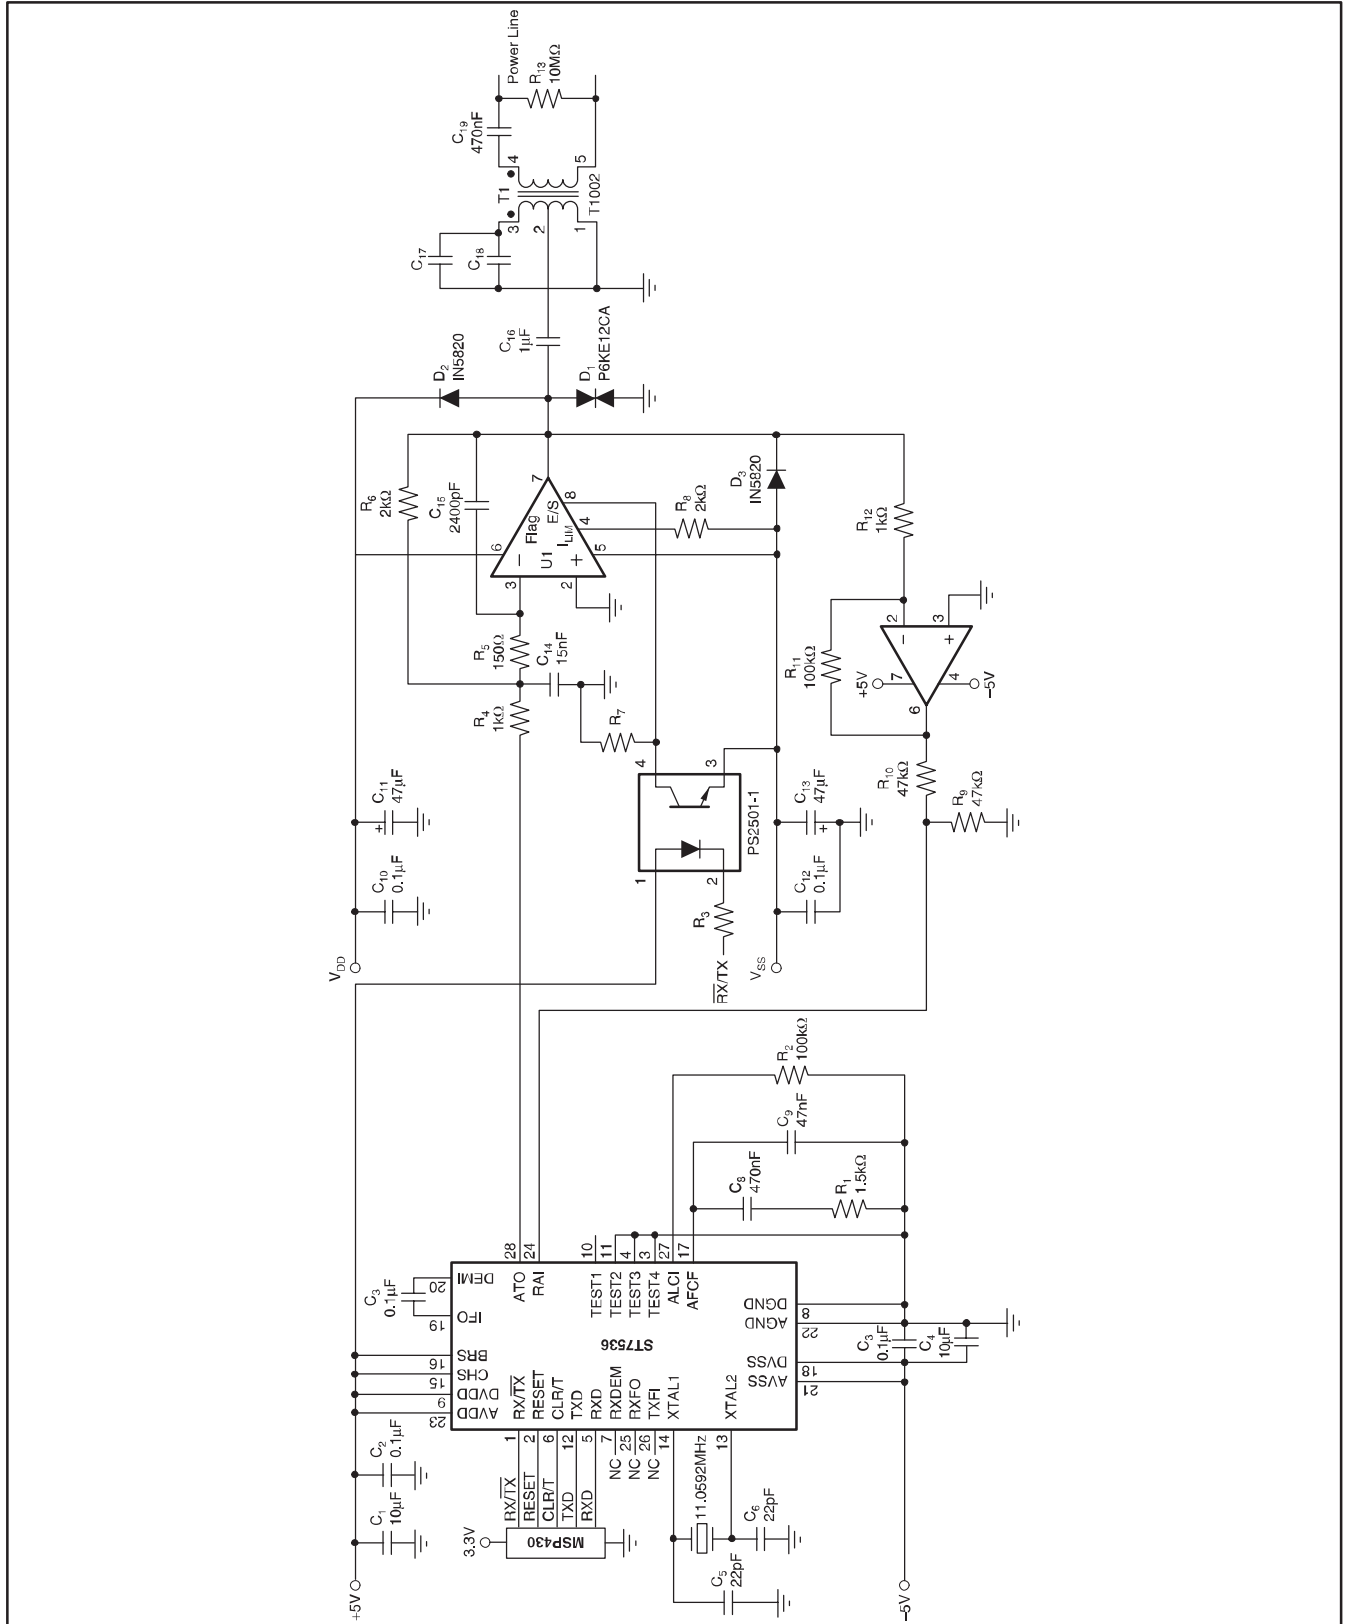 Power Line
R13
10MΩ
C19
470nF
4
5
T1
T1002
3
2
1
C17
C18
C16
1µF
D2
IN5820
D1
P6KE12CA
R6
2kΩ
C15
2400pF
7
Flag
E/S
8
ILIM
4
6
U1
5
–
+
3
2
R8
2kΩ
D3
IN5820
R12
1kΩ
R5
150Ω
C14
15nF
R4
1kΩ
R7
R11
100kΩ
2
3
–
+
+5V
7
4
–5V
6
R10
47kΩ
R9
47kΩ
C11
47µF
+
C10
0.1µF
VDD
4
3
PS2501-1
1
2
R3
RX/TX
C13
47µF
+
C12
0.1µF
VSS
R2
100kΩ
C9
47nF
C8
470nF
R1
1.5kΩ
C3
0.1µF
28
24
10
11
4
3
27
17
ATO
RAI
TEST1
TEST2
TEST3
TEST4
ALCI
AFCF
DEMI
20
IFO
19
BRS
16
CHS
15
DVDD
9
AVDD
23
ST7536
DGND
8
AGND
22
DVSS
18
AVSS
21
C3
0.1µF
C4
10µF
RX/TX
RESET
CLR/T
TXD
RXD
RXDEM
RXFO
TXFI
XTAL1
XTAL2
1
2
6
12
5
7
25
26
14
13
NC
NC
NC
RX/TX
RESET
CLR/T
TXD
RXD
MSP430
3.3V
C2
0.1µF
C1
10µF
+5V
11.0592MHz
C6
22pF
C5
22pF
–5V